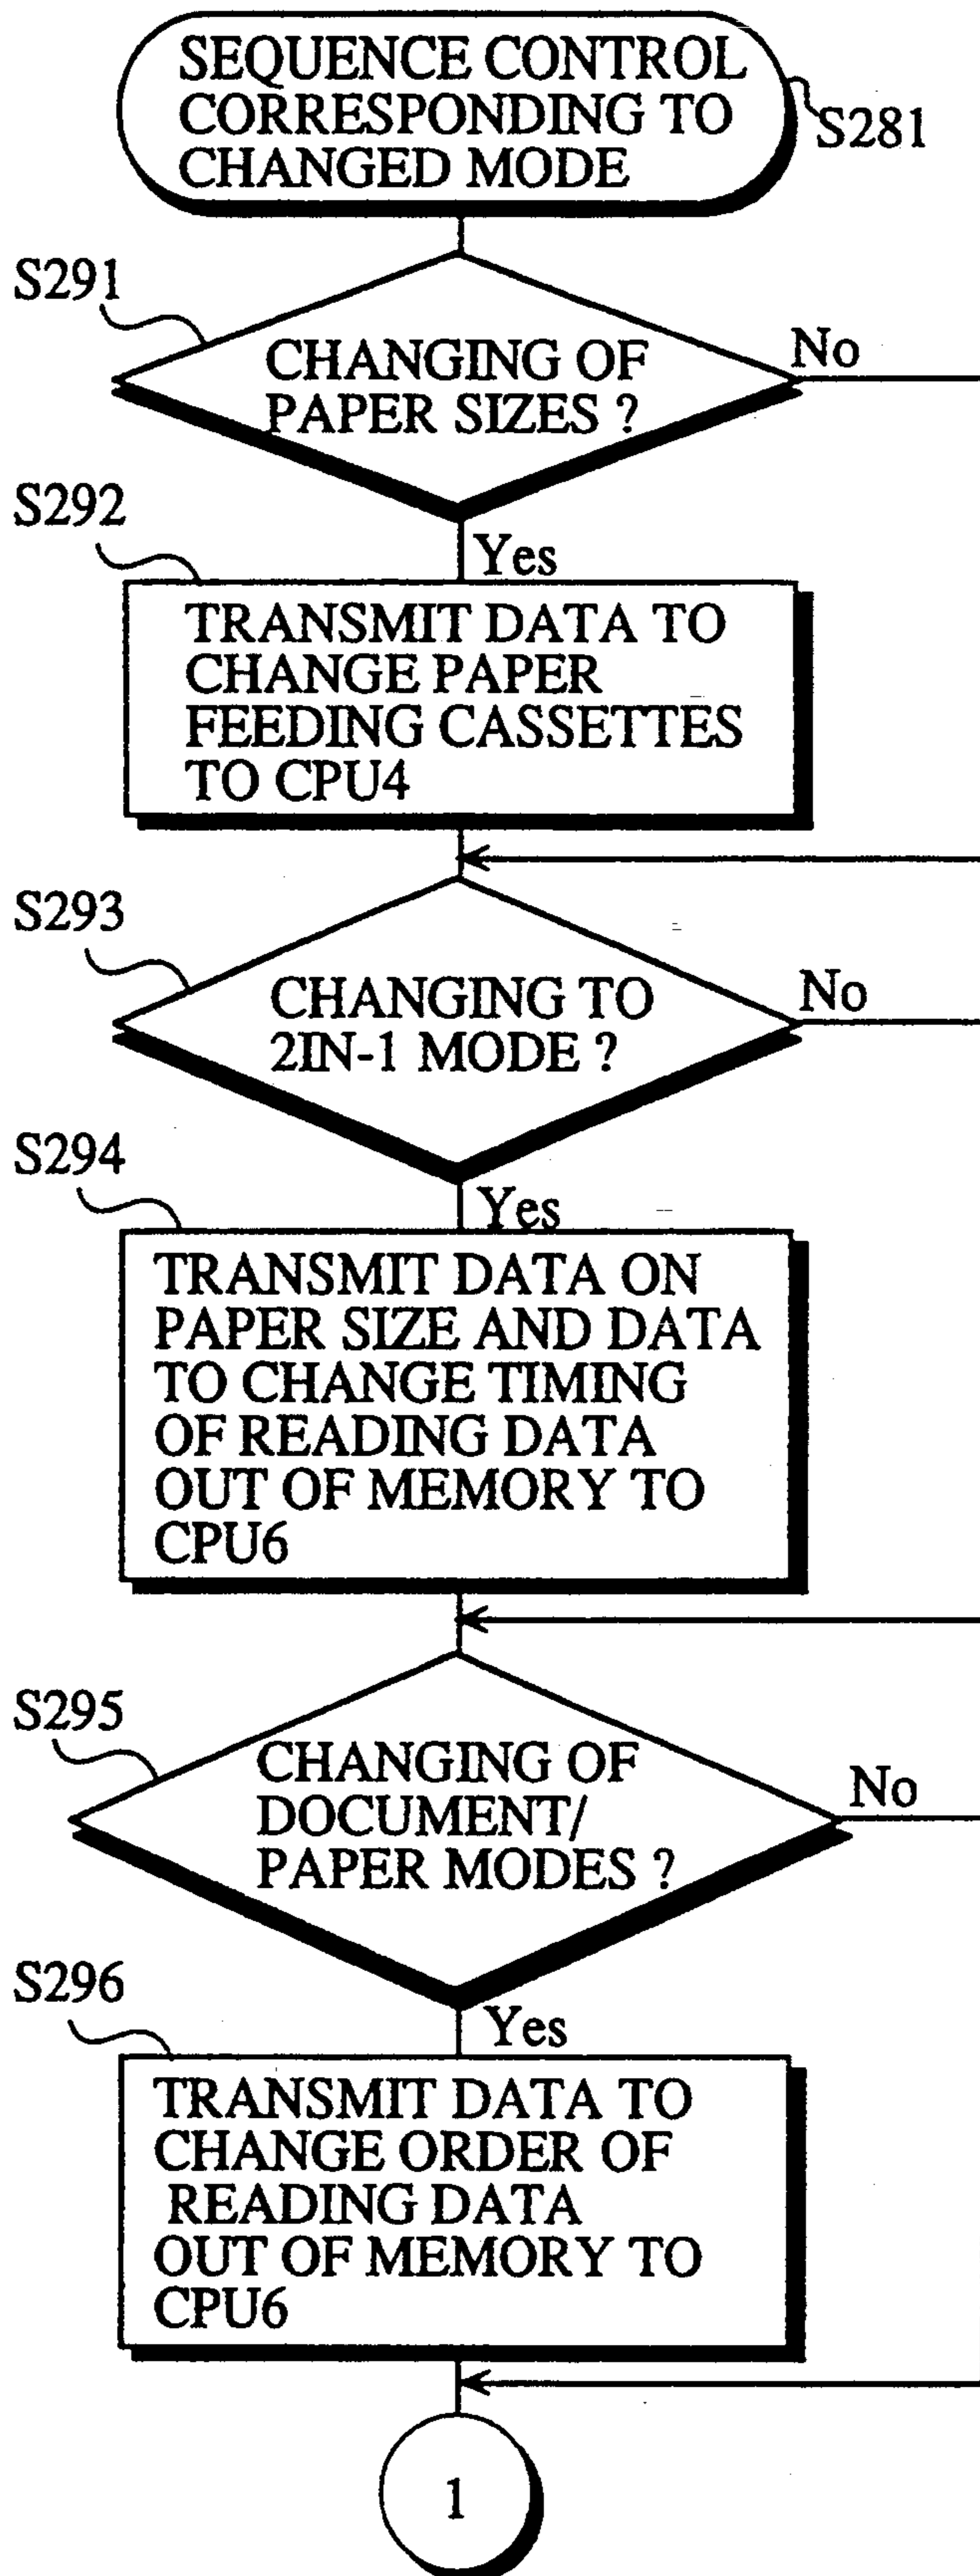 SEQUENCE CONTROL
CORRESPONDING TO
CHANGED MODE
S281
S291
CHANGING OF
PAPER SIZES ?
No
S292
Yes
TRANSMIT DATA TO
CHANGE PAPER
FEEDING CASSETTES
TO CPU4
S293
CHANGING TO
2IN-1 MODE ?
No
S294
Yes
TRANSMIT DATA ON
PAPER SIZE AND DATA
TO CHANGE TIMING
OF READING DATA
OUT OF MEMORY TO
CPU6
S295
CHANGING OF
DOCUMENT/
PAPER MODES ?
No
S296
Yes
TRANSMIT DATA TO
CHANGE ORDER OF
READING DATA
OUT OF MEMORY TO
CPU6
1